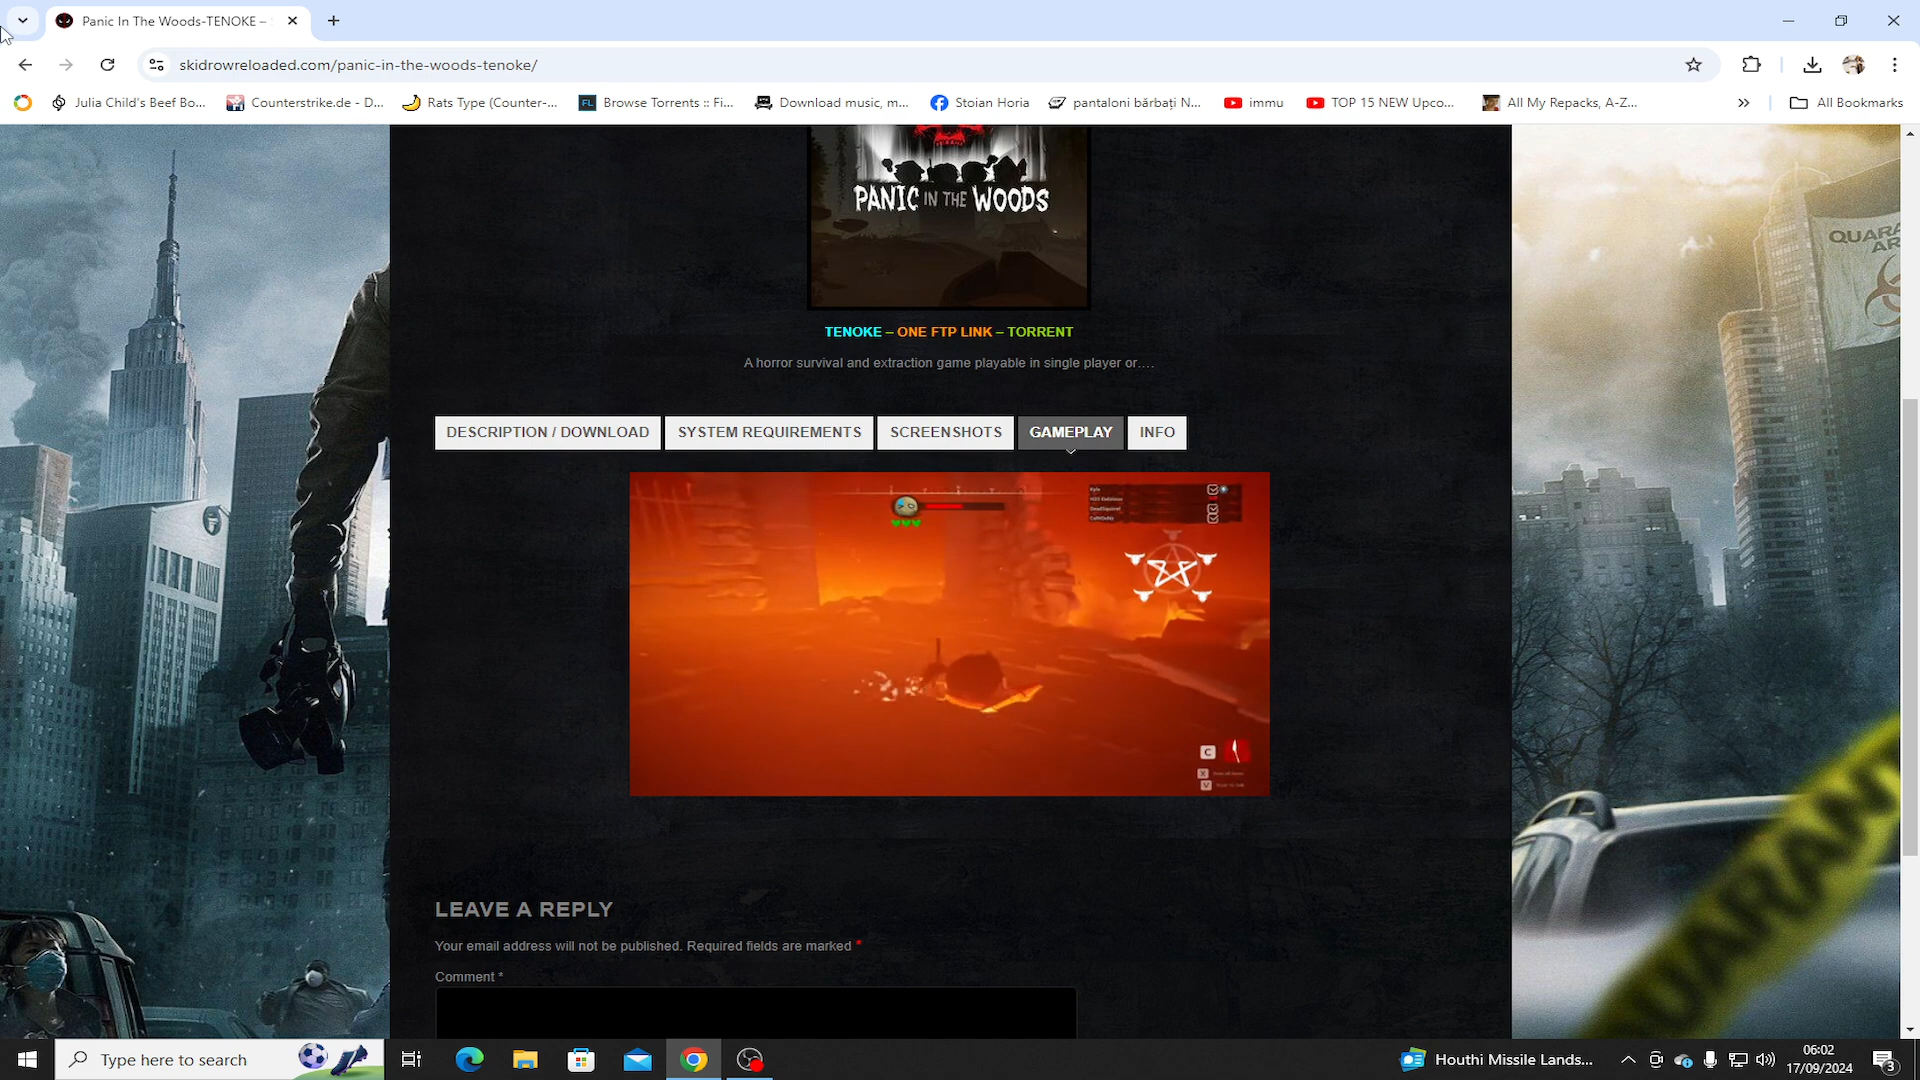 Panic In The Woods-TENOKE –
skidrowreloaded.com/panic-in-the-woods-tenoke/
Julia Child's Beef Bo...
Counterstrike.de - D...
Rats Type (Counter-...
FL
Browse Torrents :: Fi...
Download music, m...
Stoian Horia
pantaloni bărbați N...
immu
TOP 15 NEW Upco...
All My Repacks, A-Z...
All Bookmarks
PANIC IN THE WOODS
TENOKE – ONE FTP LINK – TORRENT
A horror survival and extraction game playable in single player or….
DESCRIPTION / DOWNLOAD
SYSTEM REQUIREMENTS
SCREENSHOTS
GAMEPLAY
INFO
Kyle
C
X
V
LEAVE A REPLY
Your email address will not be published. Required fields are marked *
Comment *
Type here to search
Houthi Missile Lands...
06:02
17/09/2024
3